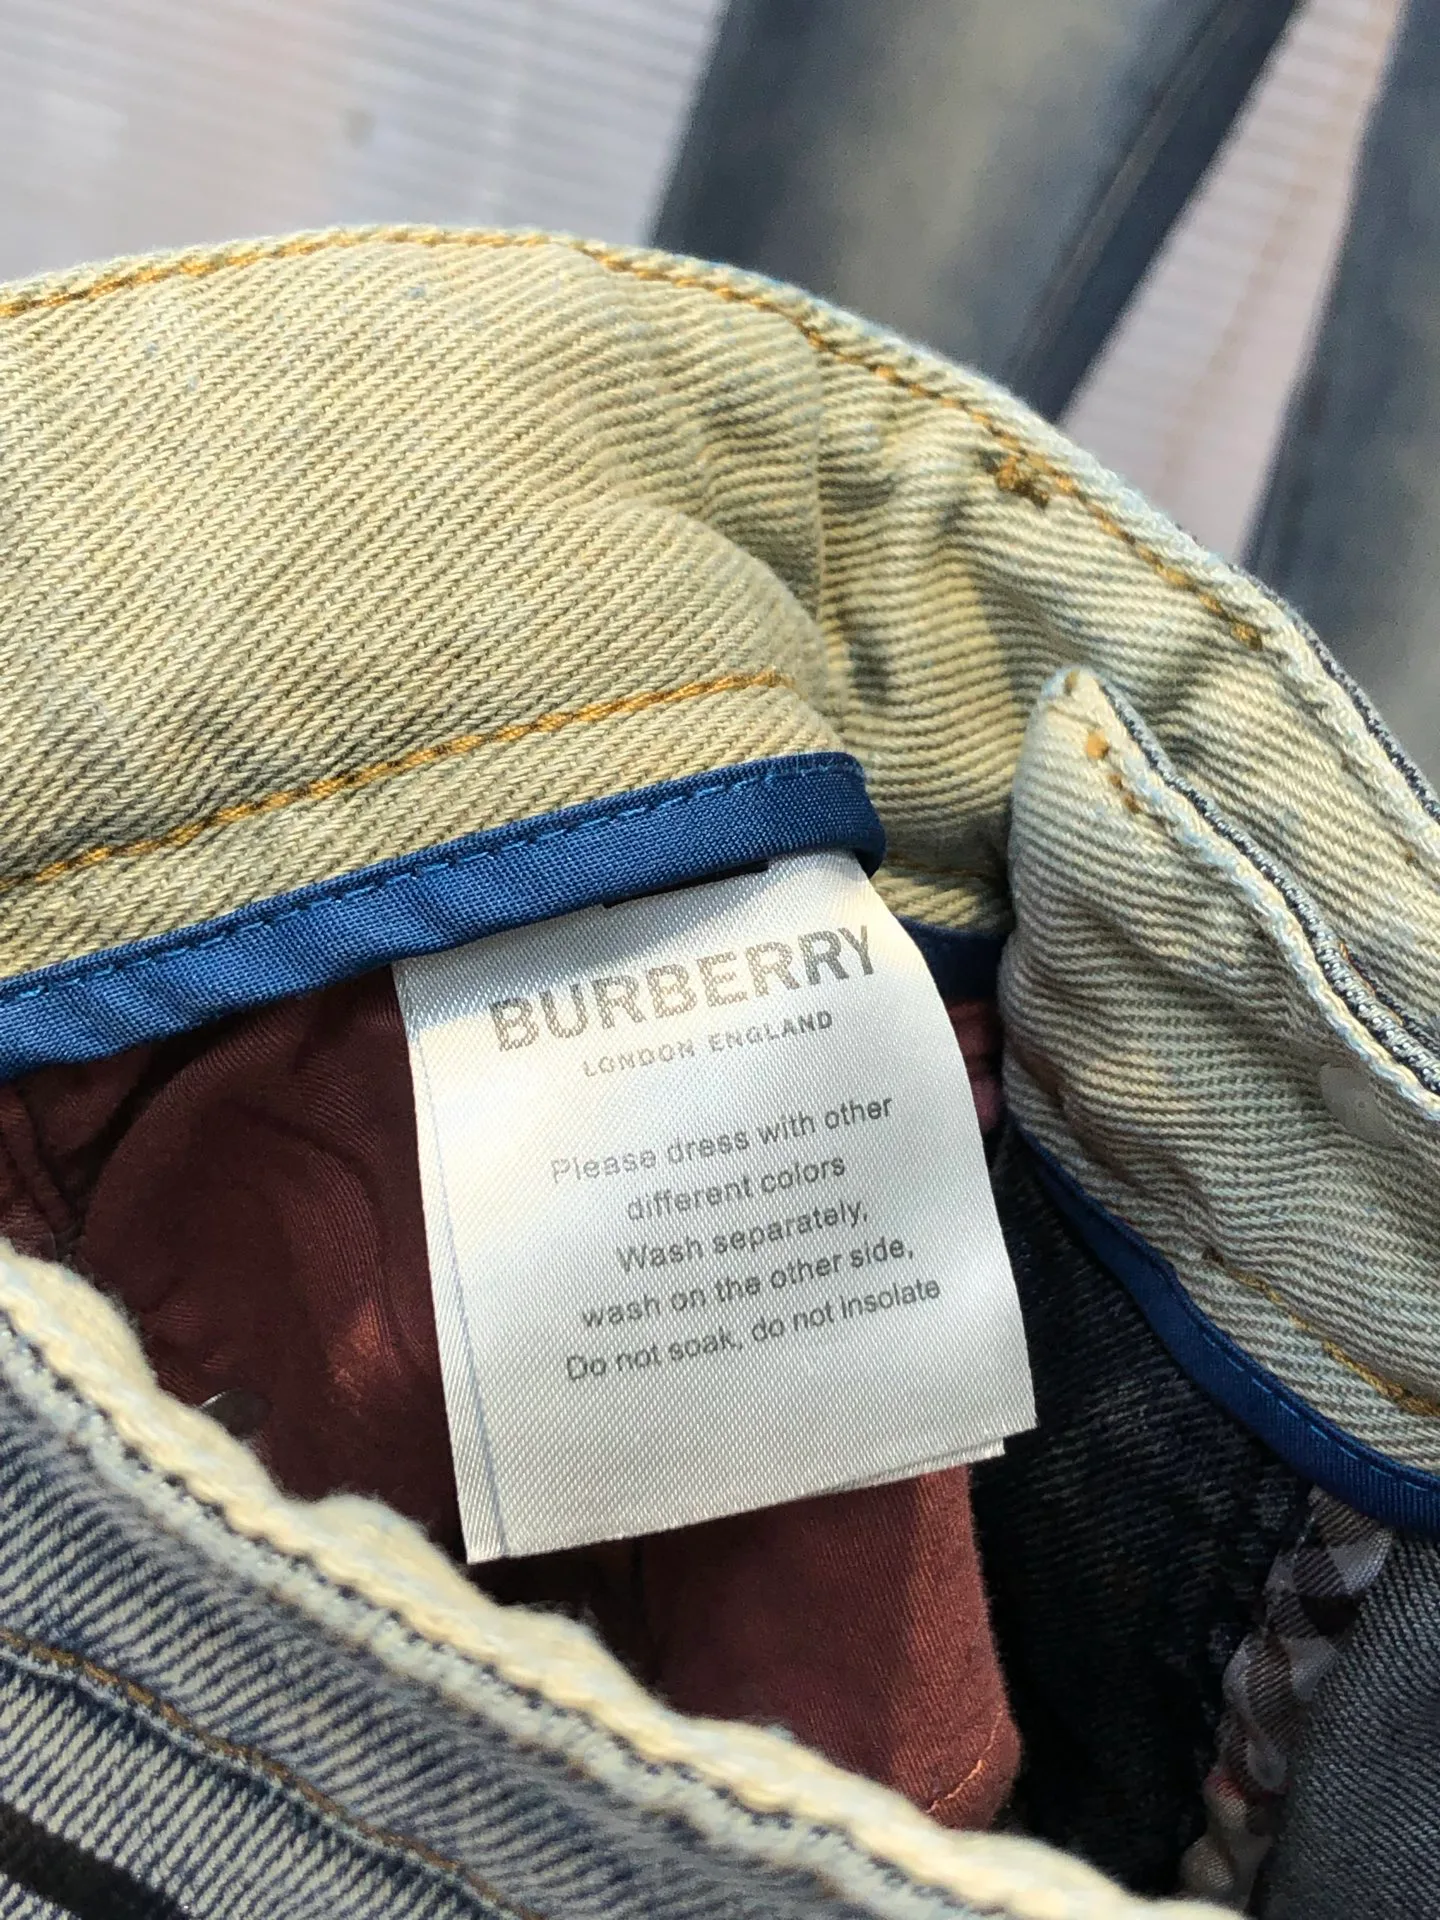 BURBERRY
LONDON ENGLAND
Please dress with other
different colors
Wash separately,
wash on the other side,
Do not soak, do not insolate